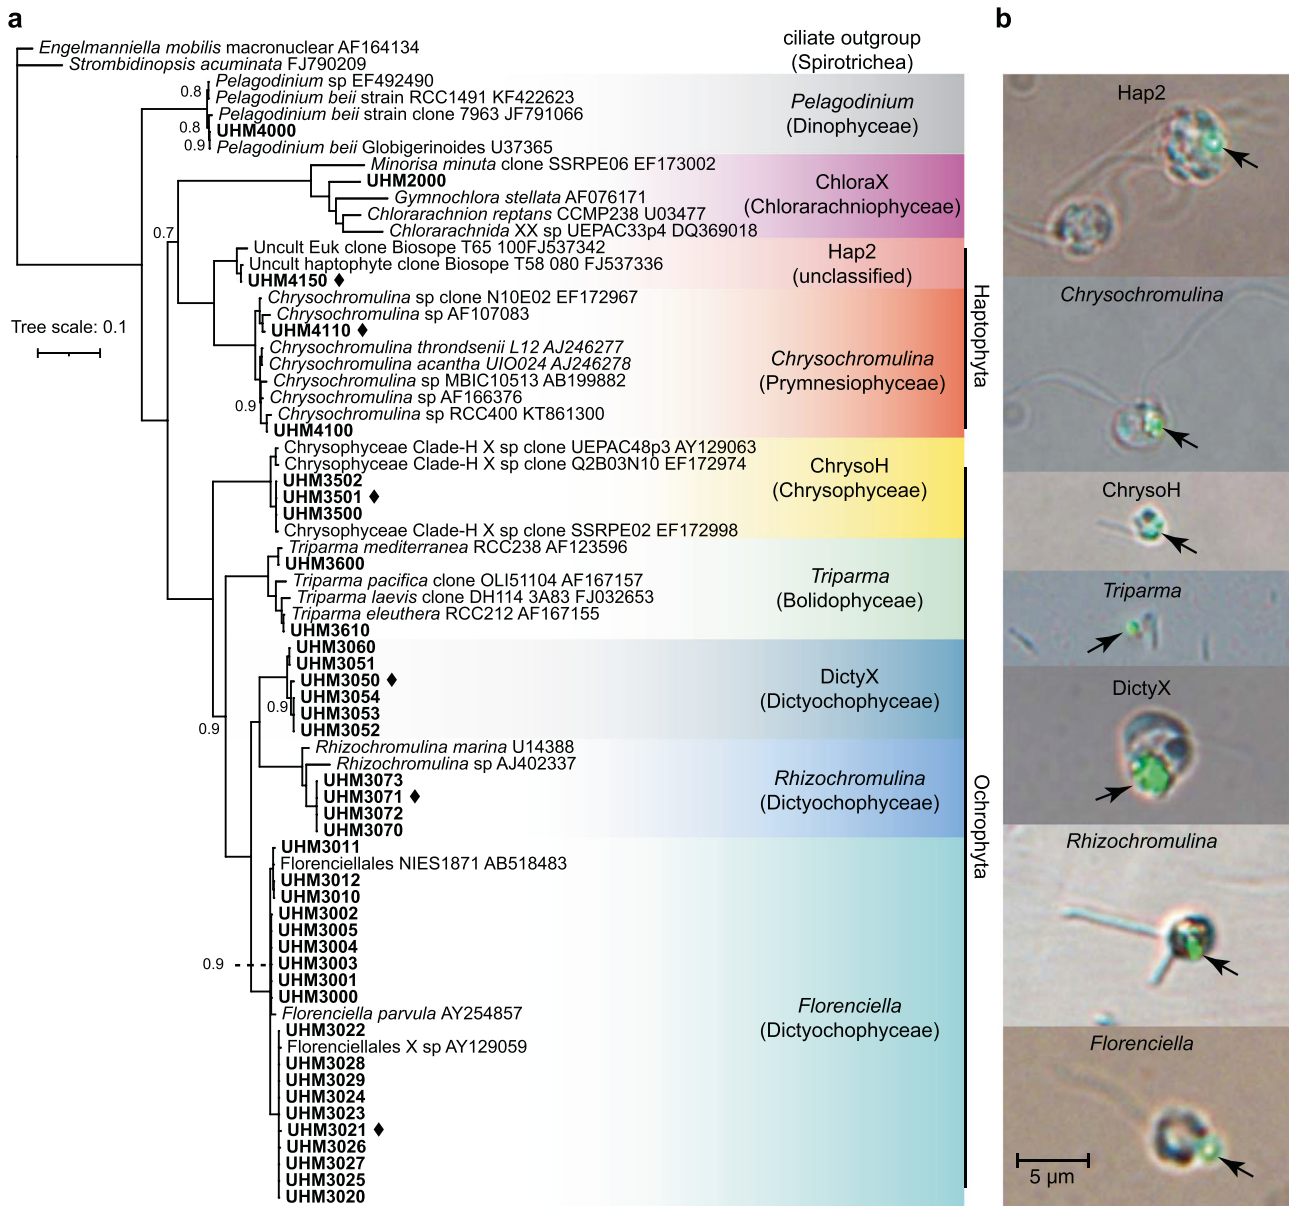 a
Engelmanniella mobilis macronuclear AF164134
Strombidinopsis acuminata FJ790209
ciliate outgroup
(Spirotrichea)
Pelagodinium sp EF492490
0.8
Pelagodinium beii strain RCC1491 KF422623
Pelagodinium beii strain clone 7963 JF791066
0.8
UHM4000
0.9
Pelagodinium beii Globigerinoides U37365
Pelagodinium
(Dinophyceae)
Minorisa minuta clone SSRPE06 EF173002
UHM2000
Gymnochlora stellata AF076171
Chlorarachnion reptans CCMP238 U03477
Chlorarachnida XX sp UEPAC33p4 DQ369018
ChloraX
(Chlorarachniophyceae)
0.7
Uncult Euk clone Biosope T65 100FJ537342
Uncult haptophyte clone Biosope T58 080 FJ537336
UHM4150 ♦
Hap2
(unclassified)
Chrysochromulina sp clone N10E02 EF172967
Chrysochromulina sp AF107083
UHM4110 ♦
Chrysochromulina throndsenii L12 AJ246277
Chrysochromulina acantha UIO024 AJ246278
Chrysochromulina sp MBIC10513 AB199882
Chrysochromulina sp AF166376
0.9
Chrysochromulina sp RCC400 KT861300
UHM4100
Chrysochromulina
(Prymnesiophyceae)
Haptophyta
Tree scale: 0.1
Chrysophyceae Clade-H X sp clone UEPAC48p3 AY129063
Chrysophyceae Clade-H X sp clone Q2B03N10 EF172974
UHM3502
UHM3501 ♦
UHM3500
Chrysophyceae Clade-H X sp clone SSRPE02 EF172998
ChrysoH
(Chrysophyceae)
Triparma mediterranea RCC238 AF123596
UHM3600
Triparma pacifica clone OLI51104 AF167157
Triparma laevis clone DH114 3A83 FJ032653
Triparma eleuthera RCC212 AF167155
UHM3610
Triparma
(Bolidophyceae)
UHM3060
UHM3051
UHM3050 ♦
UHM3054
0.9
UHM3053
UHM3052
DictyX
(Dictyochophyceae)
0.9
Rhizochromulina marina U14388
Rhizochromulina sp AJ402337
UHM3073
UHM3071 ♦
UHM3072
UHM3070
Rhizochromulina
(Dictyochophyceae)
Ochrophyta
UHM3011
Florenciellales NIES1871 AB518483
UHM3012
UHM3010
UHM3002
UHM3005
UHM3004
0.9
UHM3003
UHM3001
UHM3000
Florenciella parvula AY254857
UHM3022
Florenciellales X sp AY129059
UHM3028
UHM3029
UHM3024
UHM3023
UHM3021 ♦
UHM3026
UHM3027
UHM3025
UHM3020
Florenciella
(Dictyochophyceae)
b
Hap2
Chrysochromulina
ChrysoH
Triparma
DictyX
Rhizochromulina
Florenciella
5 µm